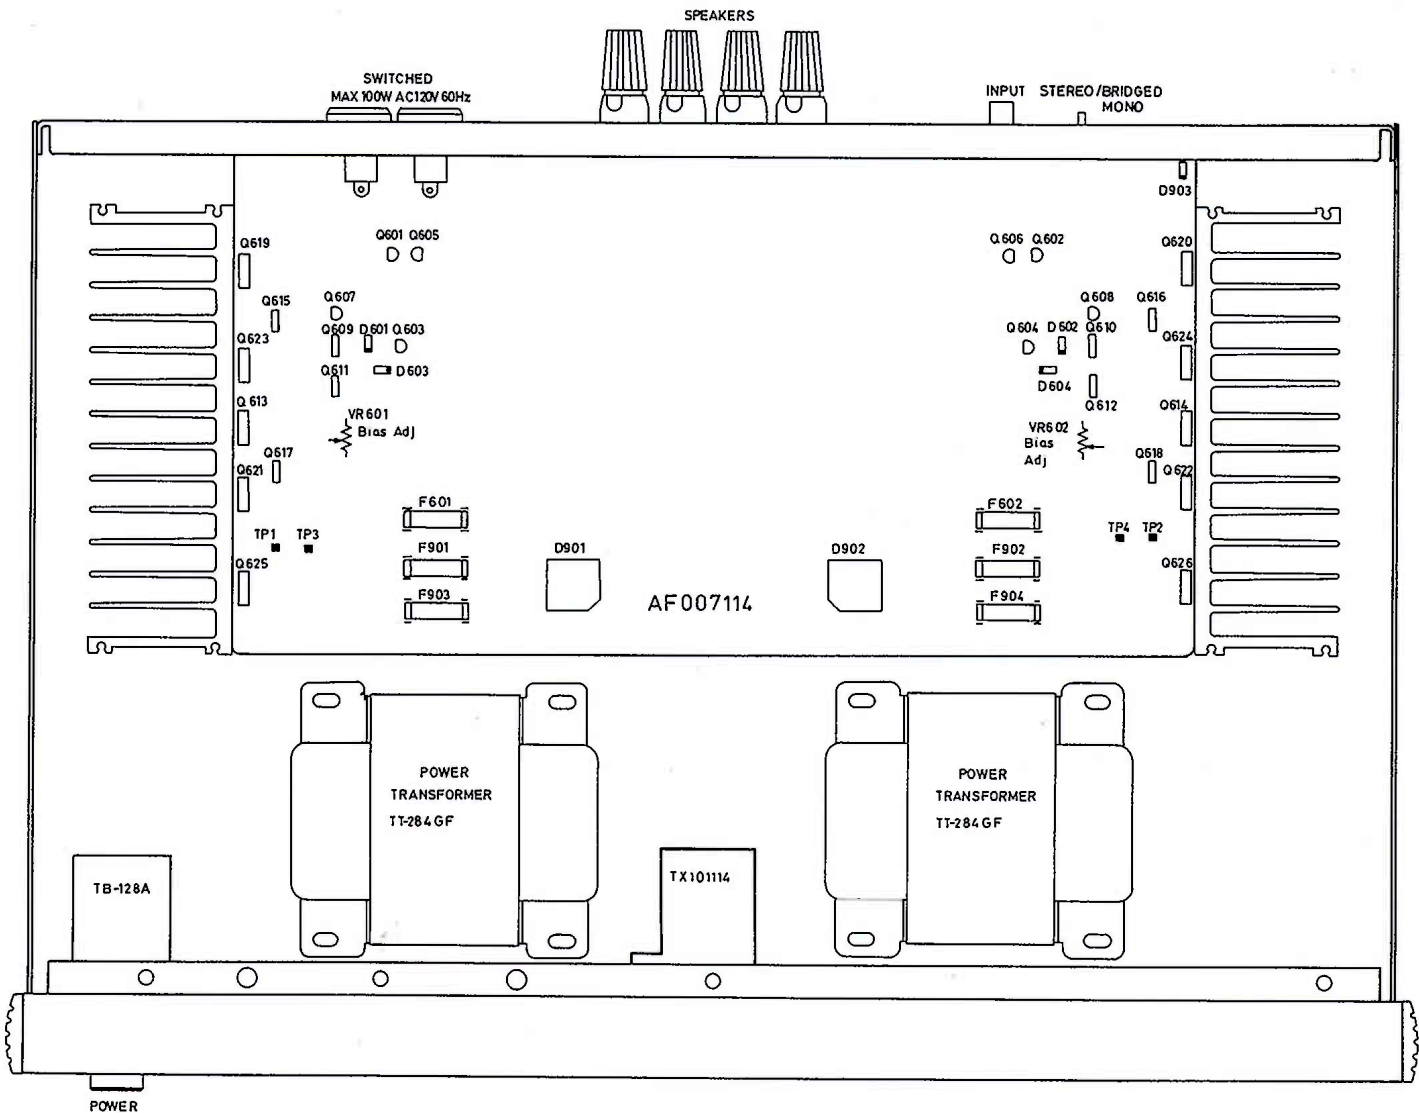 SPEAKERS
SWITCHED
MAX 100W AC120V 60Hz
INPUT
STEREO/BRIDGED
MONO
D903
Q619
Q601
Q605
Q606
Q602
Q620
Q615
Q607
Q608
Q616
Q609
D601
Q603
Q604
D602
Q610
Q623
Q624
Q611
D603
D604
Q612
Q613
VR601
Bias Adj
Q614
VR602
Bias
Adj
Q617
Q618
Q621
Q622
F601
F602
TP1
TP3
TP4
TP2
F901
D901
D902
F902
Q625
Q626
F903
AF007114
F904
POWER
TRANSFORMER
TT-284GF
POWER
TRANSFORMER
TT-284GF
TB-128A
TX101114
POWER